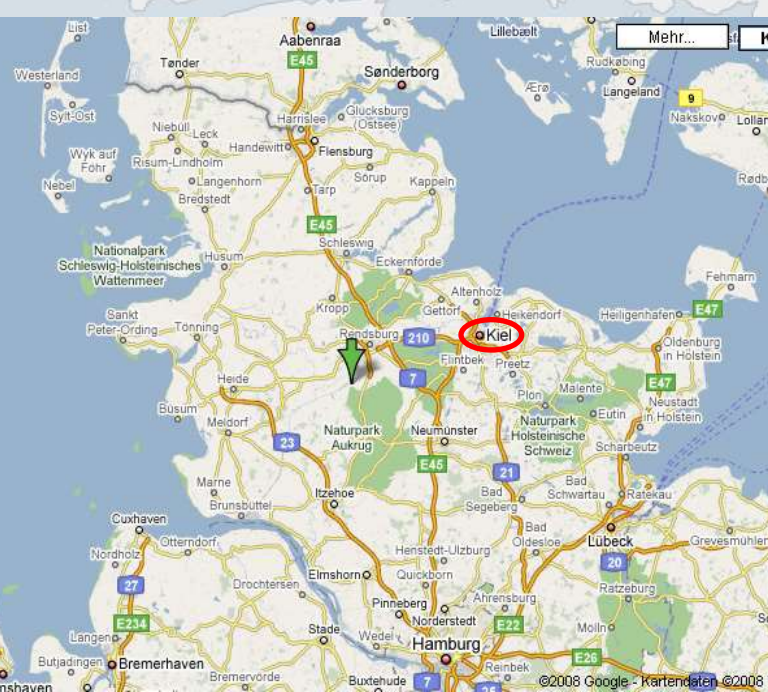 List
Aabenraa
Lillebælt
Mehr...
K
Tønder
E45
Sønderborg
Rudkøbing
Westerland
Ærø
Langeland
9
Sylt-Ost
Harrislee
Glücksburg
(Ostsee)
Nakskov
Lollan
Niebüll
Leck
Handewitt
Flensburg
Wyk auf
Föhr
Risum-Lindholm
Sörup
Nebel
Langenhorn
Tarp
Kappeln
Rødb
Bredstedt
E45
Nationalpark
Schleswig-Holsteinisches
Wattenmeer
Husum
Schleswig
Eckernförde
Fehmarn
Altenholz
Sankt
Peter-Ording
Tönning
Kropp
Gettorf
Heikendorf
Heiligenhafen
E47
Rendsburg
210
Kiel
Oldenburg
in Holstein
Flintbek
Preetz
Heide
7
E47
Büsum
Plön
Malente
Neustadt
in Holstein
Meldorf
Eutin
23
Naturpark
Aukrug
Neumünster
Naturpark
Holsteinische
Schweiz
Scharbeutz
E45
21
Marne
Itzehoe
Bad
Segeberg
Bad
Schwartau
Ratekau
Brunsbüttel
Cuxhaven
Otterndorf
Bad
Oldesloe
Lübeck
Grevesmühlen
Nordholz
Henstedt-Ulzburg
20
27
Drochtersen
Elmshorn
Quickborn
Ahrensburg
Ratzeburg
Pinneberg
Norderstedt
E234
Stade
Wedel
E22
Mölln
Langen
Hamburg
E26
Butjadingen
Bremerhaven
Reinbek
mshaven
Bremervörde
Buxtehude
7
25
©2008 Google - Kartendaten ©2008